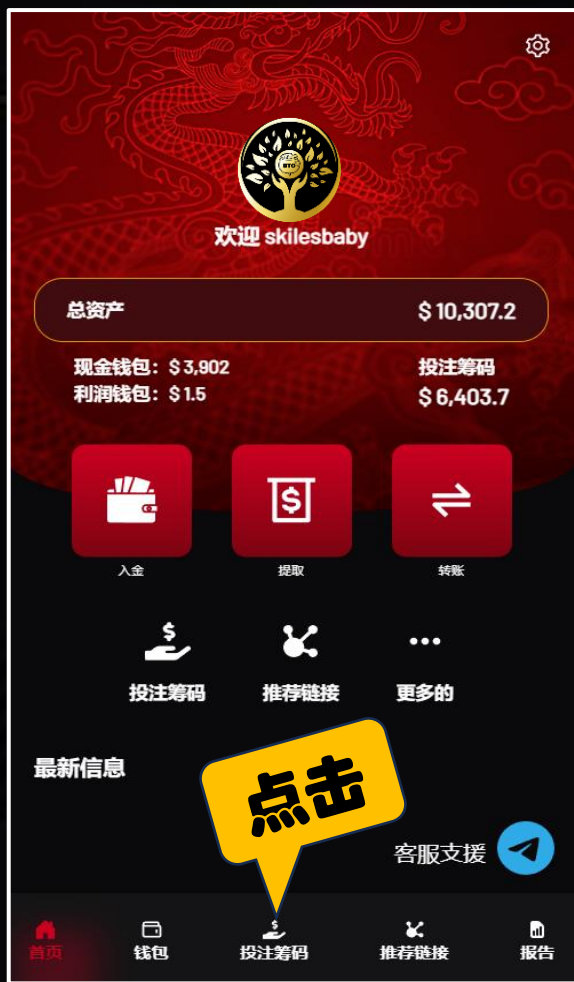 BTO
欢迎 skilesbaby
总资产 $ 10,307.2
现金钱包：$ 3,902 投注筹码
利润钱包：$ 1.5 $ 6,403.7
入金 提取 转账
投注筹码 推荐链接 更多的
最新信息
点击
客服支援
首页 钱包 投注筹码 推荐链接 报告